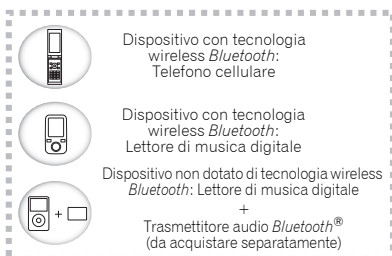 Dispositivo con tecnologia
wireless Bluetooth:
Telefono cellulare
Dispositivo con tecnologia
wireless Bluetooth:
Lettore di musica digitale
Dispositivo non dotato di tecnologia wireless
Bluetooth: Lettore di musica digitale
+
Trasmettitore audio Bluetooth®
(da acquistare separatamente)
+